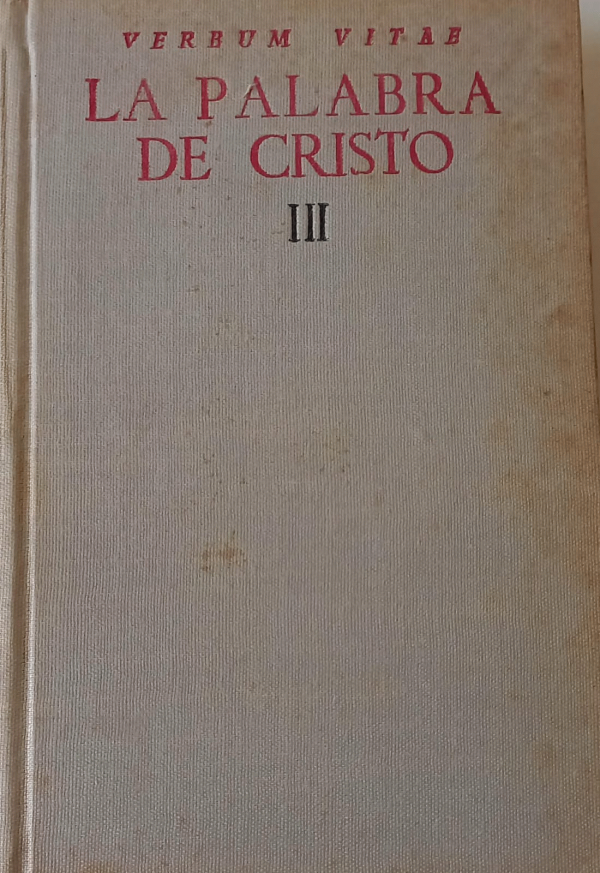 VERBUM VITAE
LA PALABRA
DE CRISTO
III